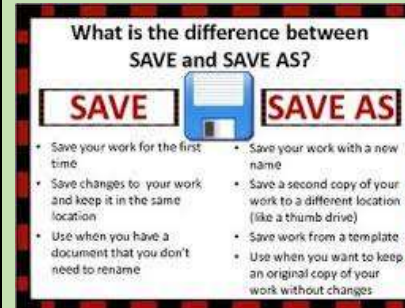 What is the difference between
SAVE and SAVE AS?
SAVE
• Save your work for the first
time
• Save changes to your work
and keep it in the same
location
• Use when you have a
document that you don't
need to rename
SAVE AS
• Save your work with a new
name
• Save a second copy of your
work to a different location
(like a thumb drive)
• Save work from a template
• Use when you want to keep
an original copy of your
work without changes